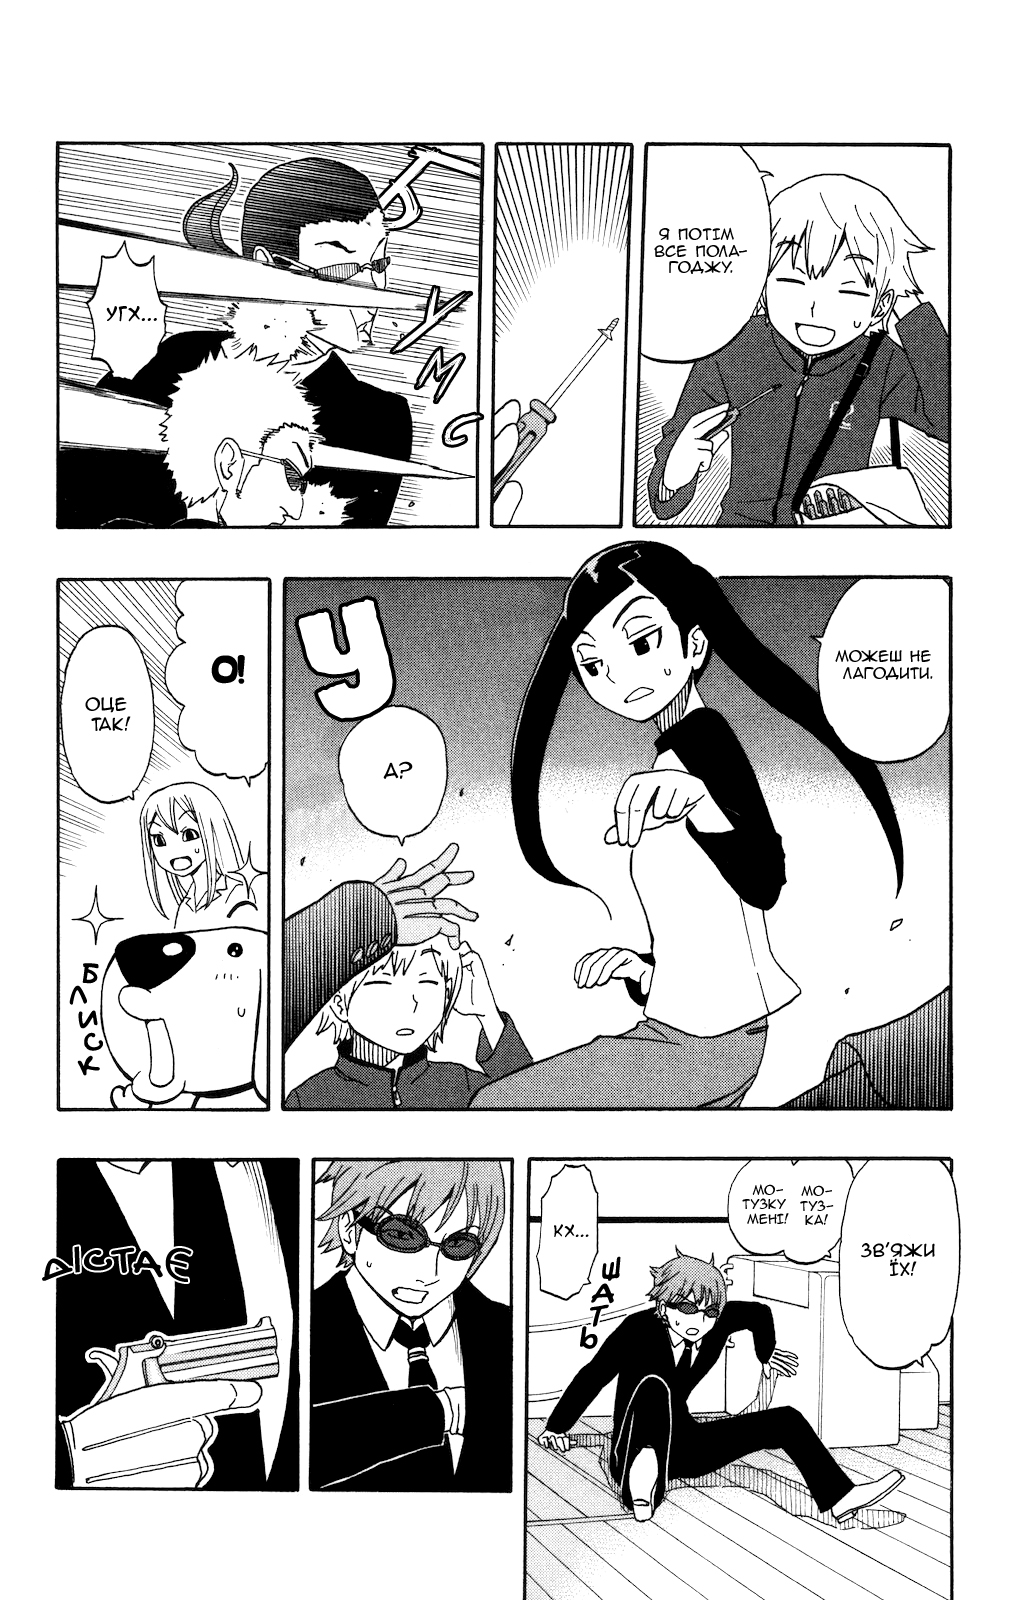 Я ПОТІМ
ВСЕ ПОЛА-
ГОДЖУ.
УГХ...
МОЖЕШ НЕ
ЛАГОДИТИ.
У
А?
О!
ОЦЕ
ТАК!
БЛИСК
ЗВ'ЯЖИ
ЇХ!
МО-
ТУЗ-
КА!
МО-
ТУЗКУ
МЕНІ!
КХ...
ШАТЬ
ДІСТАЄ